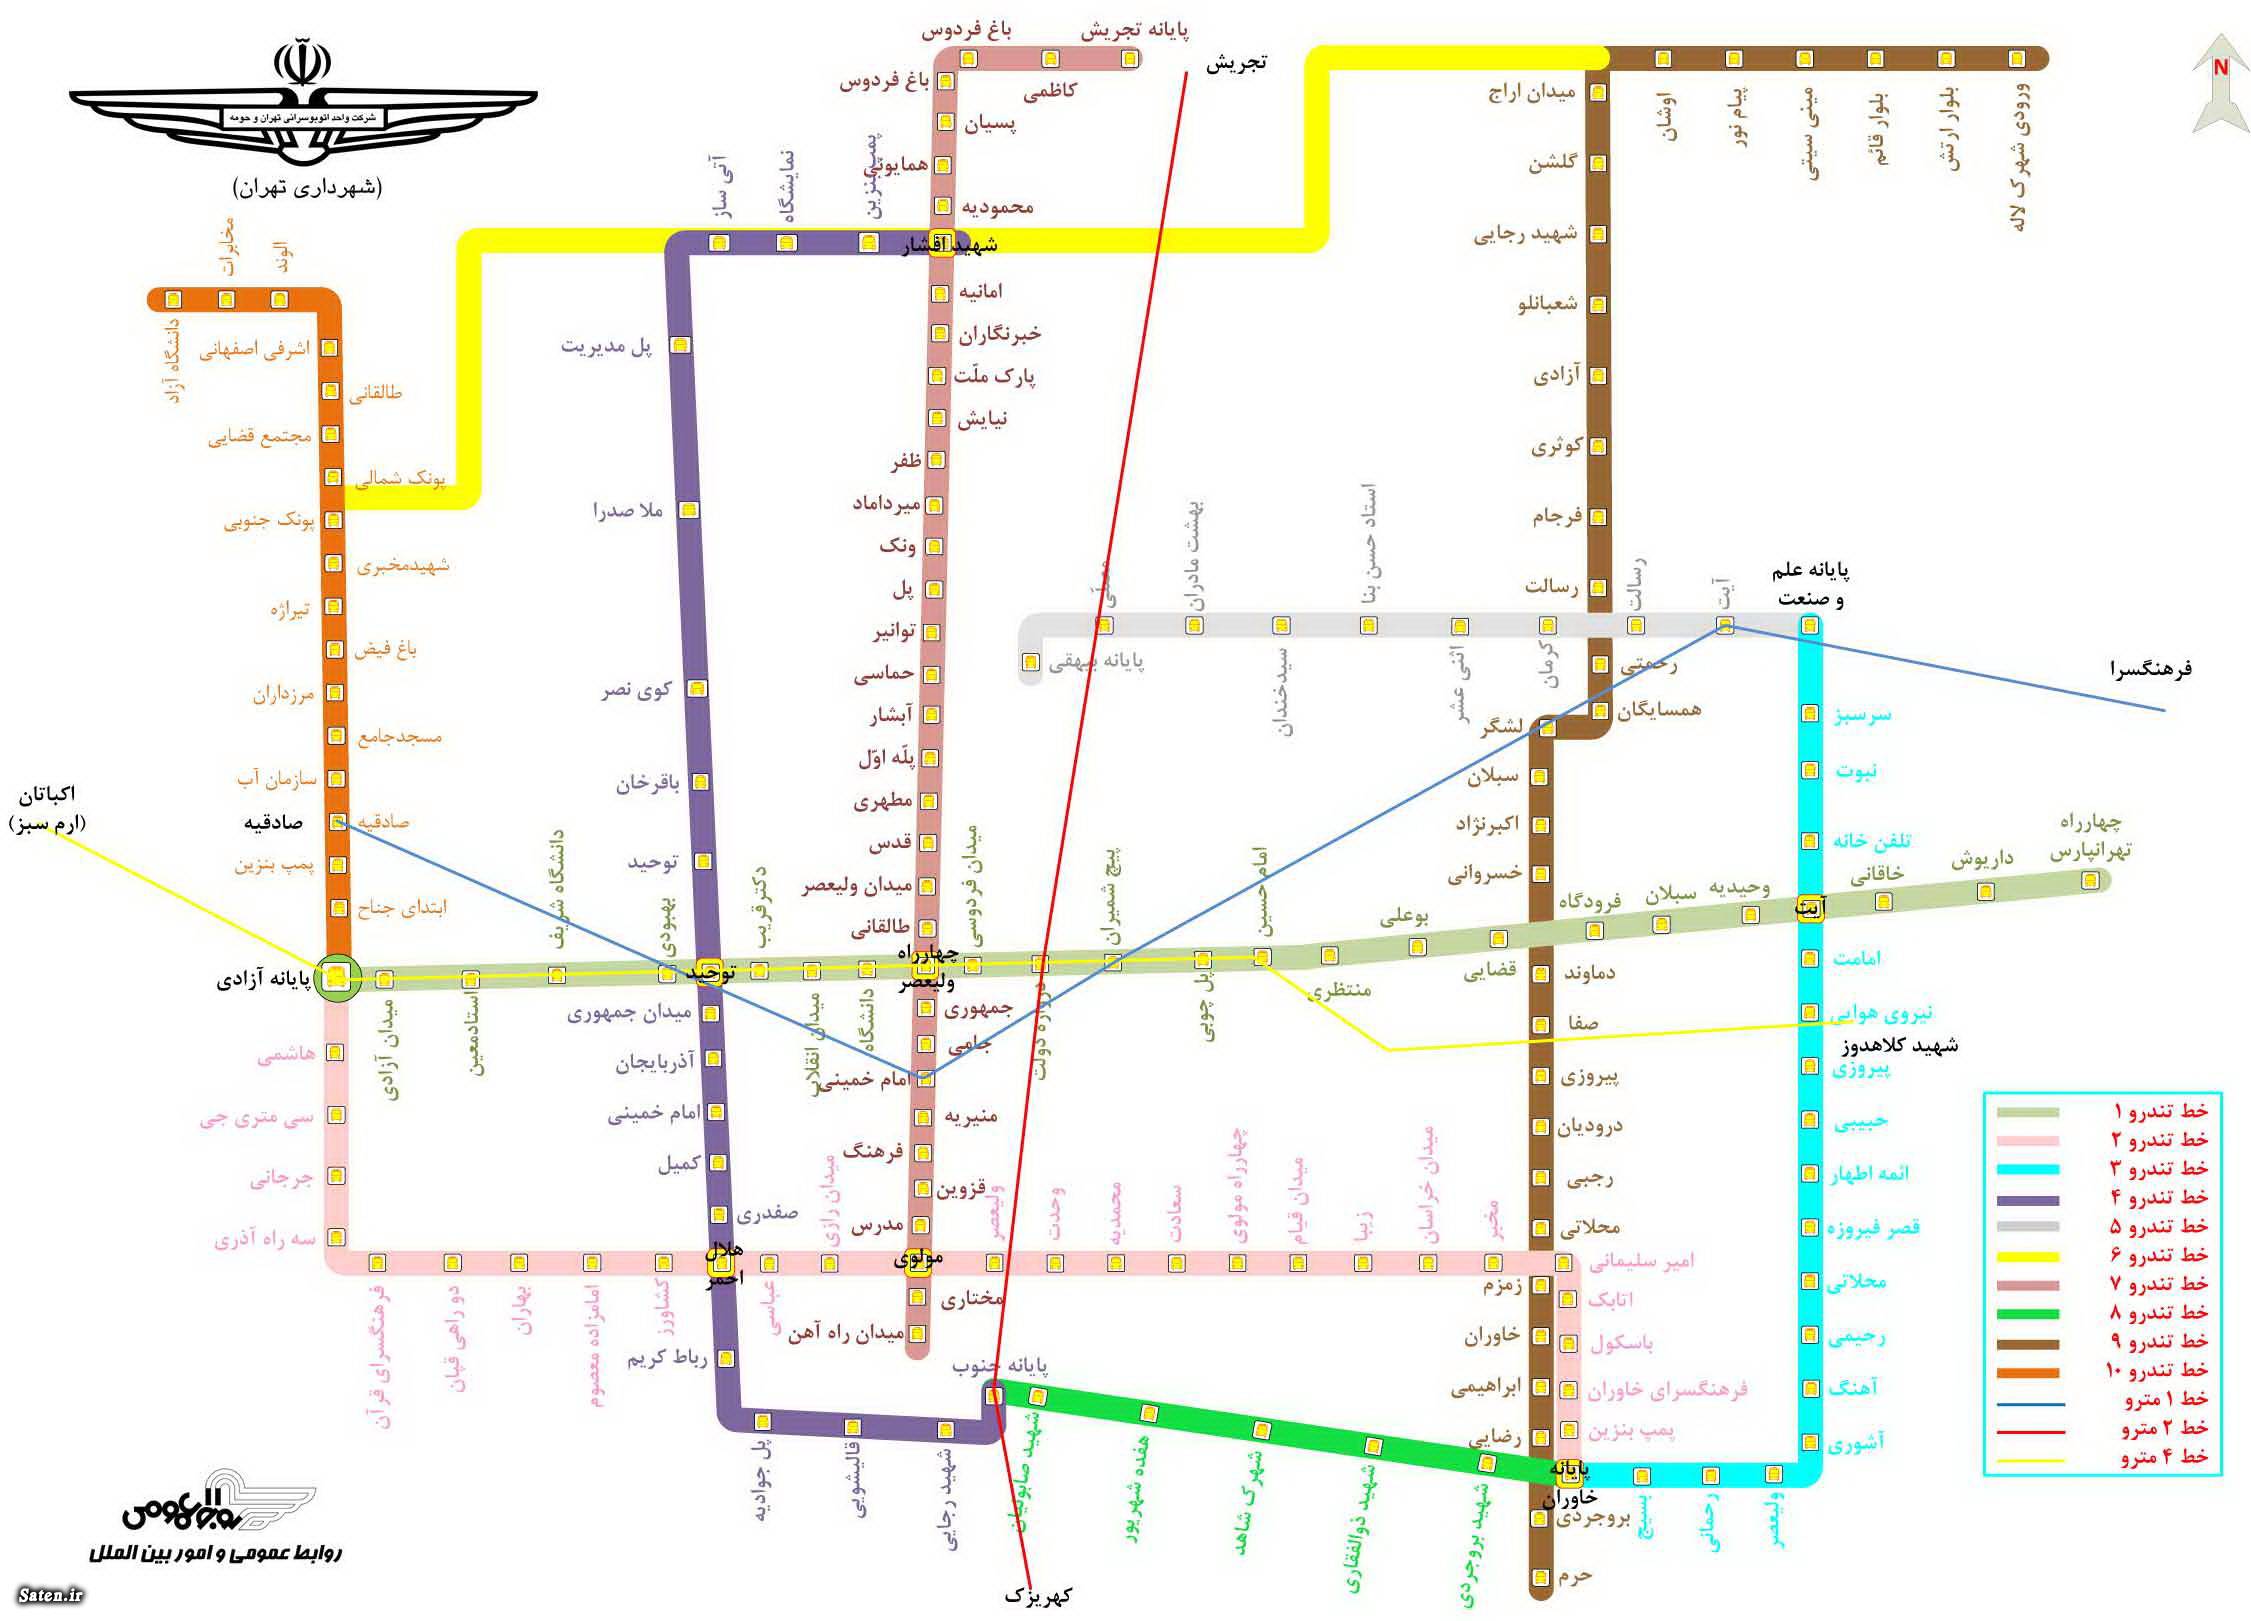 شرکت واحد اتوبوسرانی تهران و حومه
(شهرداری تهران)
N
باغ فردوس
پایانه تجریش
تجریش
کاظمی
باغ فردوس
پسیان
همایونی
محمودیه
شهید افشار
امانیه
خبرنگاران
پارک ملّت
نیایش
ظفر
میرداماد
ونک
پل
توانیر
حماسی
آبشار
پلّه اوّل
مطهری
قدس
میدان ولیعصر
طالقانی
چهارراه
ولیعصر
جمهوری
جامی
امام خمینی
منیریه
فرهنگ
قزوین
مدرس
مولوی
مختاری
میدان راه آهن
آتی ساز
نمایشگاه
پمپ بنزین
پل مدیریت
ملا صدرا
کوی نصر
باقرخان
توحید
توحید
میدان جمهوری
آذربایجان
امام خمینی
کمیل
صفدری
هلال
احمر
رباط کریم
پل جوادیه
قالیشویی
شهید رجایی
پایانه جنوب
مخابرات
الوند
دانشگاه آزاد
اشرفی اصفهانی
طالقانی
مجتمع قضایی
پونک شمالی
پونک جنوبی
شهیدمخبری
تیراژه
باغ فیض
مرزداران
مسجدجامع
سازمان آب
صادقیه
صادقیه
پمپ بنزین
ابتدای جناح
اکباتان
(ارم سبز)
پایانه آزادی
میدان آزادی
استادمعین
دانشگاه شریف
بهبودی
دکترقریب
میدان انقلاب
دانشگاه
میدان فردوسی
دروازه دولت
پیچ شمیران
پل چوبی
امام حسین
منتظری
بوعلی
قضایی
فرودگاه
سبلان
وحیدیه
آیت
خاقانی
داریوش
چهارراه
تهرانپارس
هاشمی
سی متری جی
جرجانی
سه راه آذری
فرهنگسرای قرآن
دو راهی قپان
بهاران
امامزاده معصوم
کشاورز
عباسی
میدان رازی
ولیعصر
وحدت
محمدیه
سعادت
چهارراه مولوی
میدان قیام
زیبا
میدان خراسان
مخبر
امیر سلیمانی
اتابک
باسکول
فرهنگسرای خاوران
پمپ بنزین
پایانه
خاوران
میدان اراج
گلشن
شهید رجایی
شعبانلو
آزادی
کوثری
فرجام
رسالت
رحمتی
همسایگان
لشگر
سبلان
اکبرنژاد
خسروانی
دماوند
صفا
پیروزی
درودیان
رجبی
محلاتی
زمزم
خاوران
ابراهیمی
رضایی
بروجردی
حرم
اوشان
پیام نور
مینی سیتی
بلوار قائم
بلوار ارتش
ورودی شهرک لاله
مصلّی
پایانه بیهقی
بهشت مادران
سیدخندان
استاد حسن بنا
اثنی عشر
کرمان
رسالت
آیت
پایانه علم
و صنعت
فرهنگسرا
سرسبز
نبوت
تلفن خانه
امامت
نیروی هوایی
شهید کلاهدوز
پیروزی
حبیبی
ائمه اطهار
قصر فیروزه
محلاتی
رحیمی
آهنگ
آشوری
ولیعصر
رحمانی
بسیج
شهید صابونیان
هفده شهریور
شهرک شاهد
شهید ذوالفقاری
شهید بروجردی
کهریزک
خط تندرو ۱
خط تندرو ۲
خط تندرو ۳
خط تندرو ۴
خط تندرو ۵
خط تندرو ۶
خط تندرو ۷
خط تندرو ۸
خط تندرو ۹
خط تندرو ۱۰
خط ۱ مترو
خط ۲ مترو
خط ۴ مترو
روابط عمومی و امور بین الملل
Saten.ir